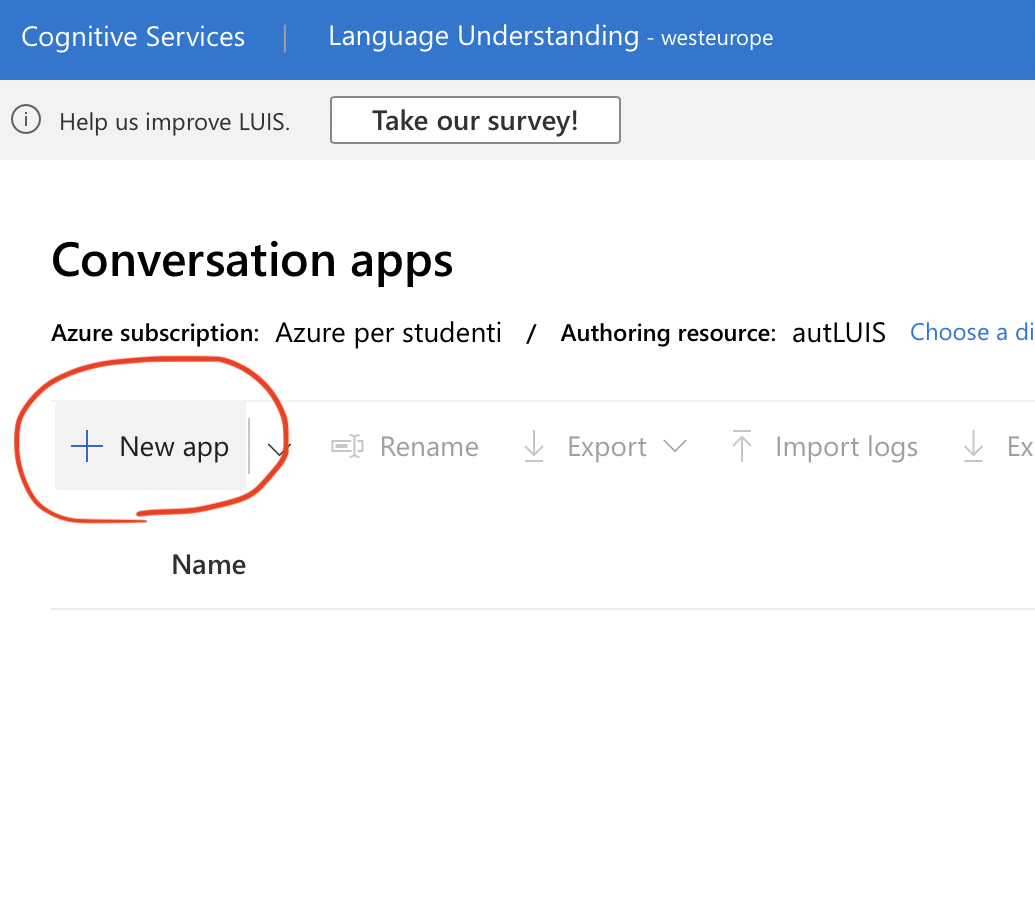 Cognitive Services | Language Understanding - westeurope
Help us improve LUIS. Take our survey!
Conversation apps
Azure subscription: Azure per studenti / Authoring resource: autLUIS Choose a di
+ New app Rename Export Import logs Ex
Name